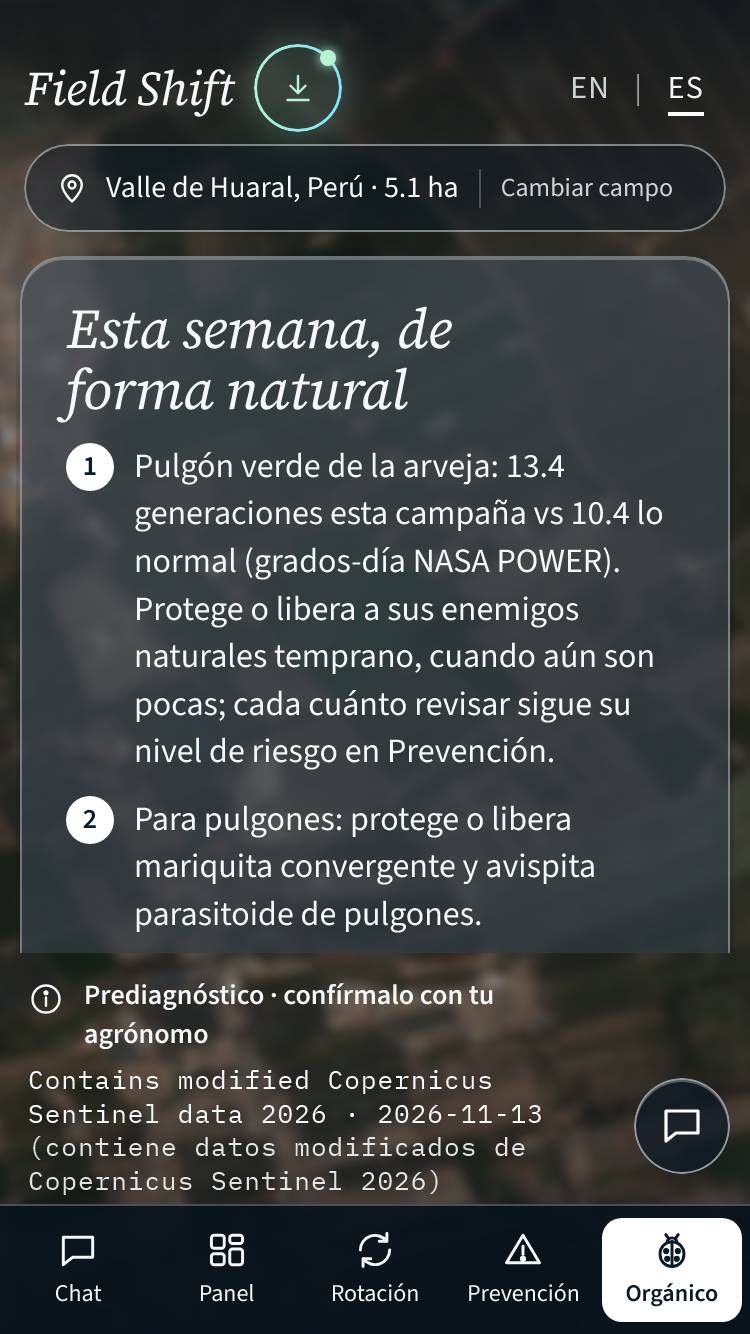 Field Shift
EN | ES
Valle de Huaral, Perú · 5.1 ha | Cambiar campo
Esta semana, de
forma natural
1 Pulgón verde de la arveja: 13.4
generaciones esta campaña vs 10.4 lo
normal (grados-día NASA POWER).
Protege o libera a sus enemigos
naturales temprano, cuando aún son
pocas; cada cuánto revisar sigue su
nivel de riesgo en Prevención.
2 Para pulgones: protege o libera
mariquita convergente y avispita
parasitoide de pulgones.
Prediagnóstico · confírmalo con tu
agrónomo
Contains modified Copernicus
Sentinel data 2026 · 2026-11-13
(contiene datos modificados de
Copernicus Sentinel 2026)
Chat Panel Rotación Prevención Orgánico